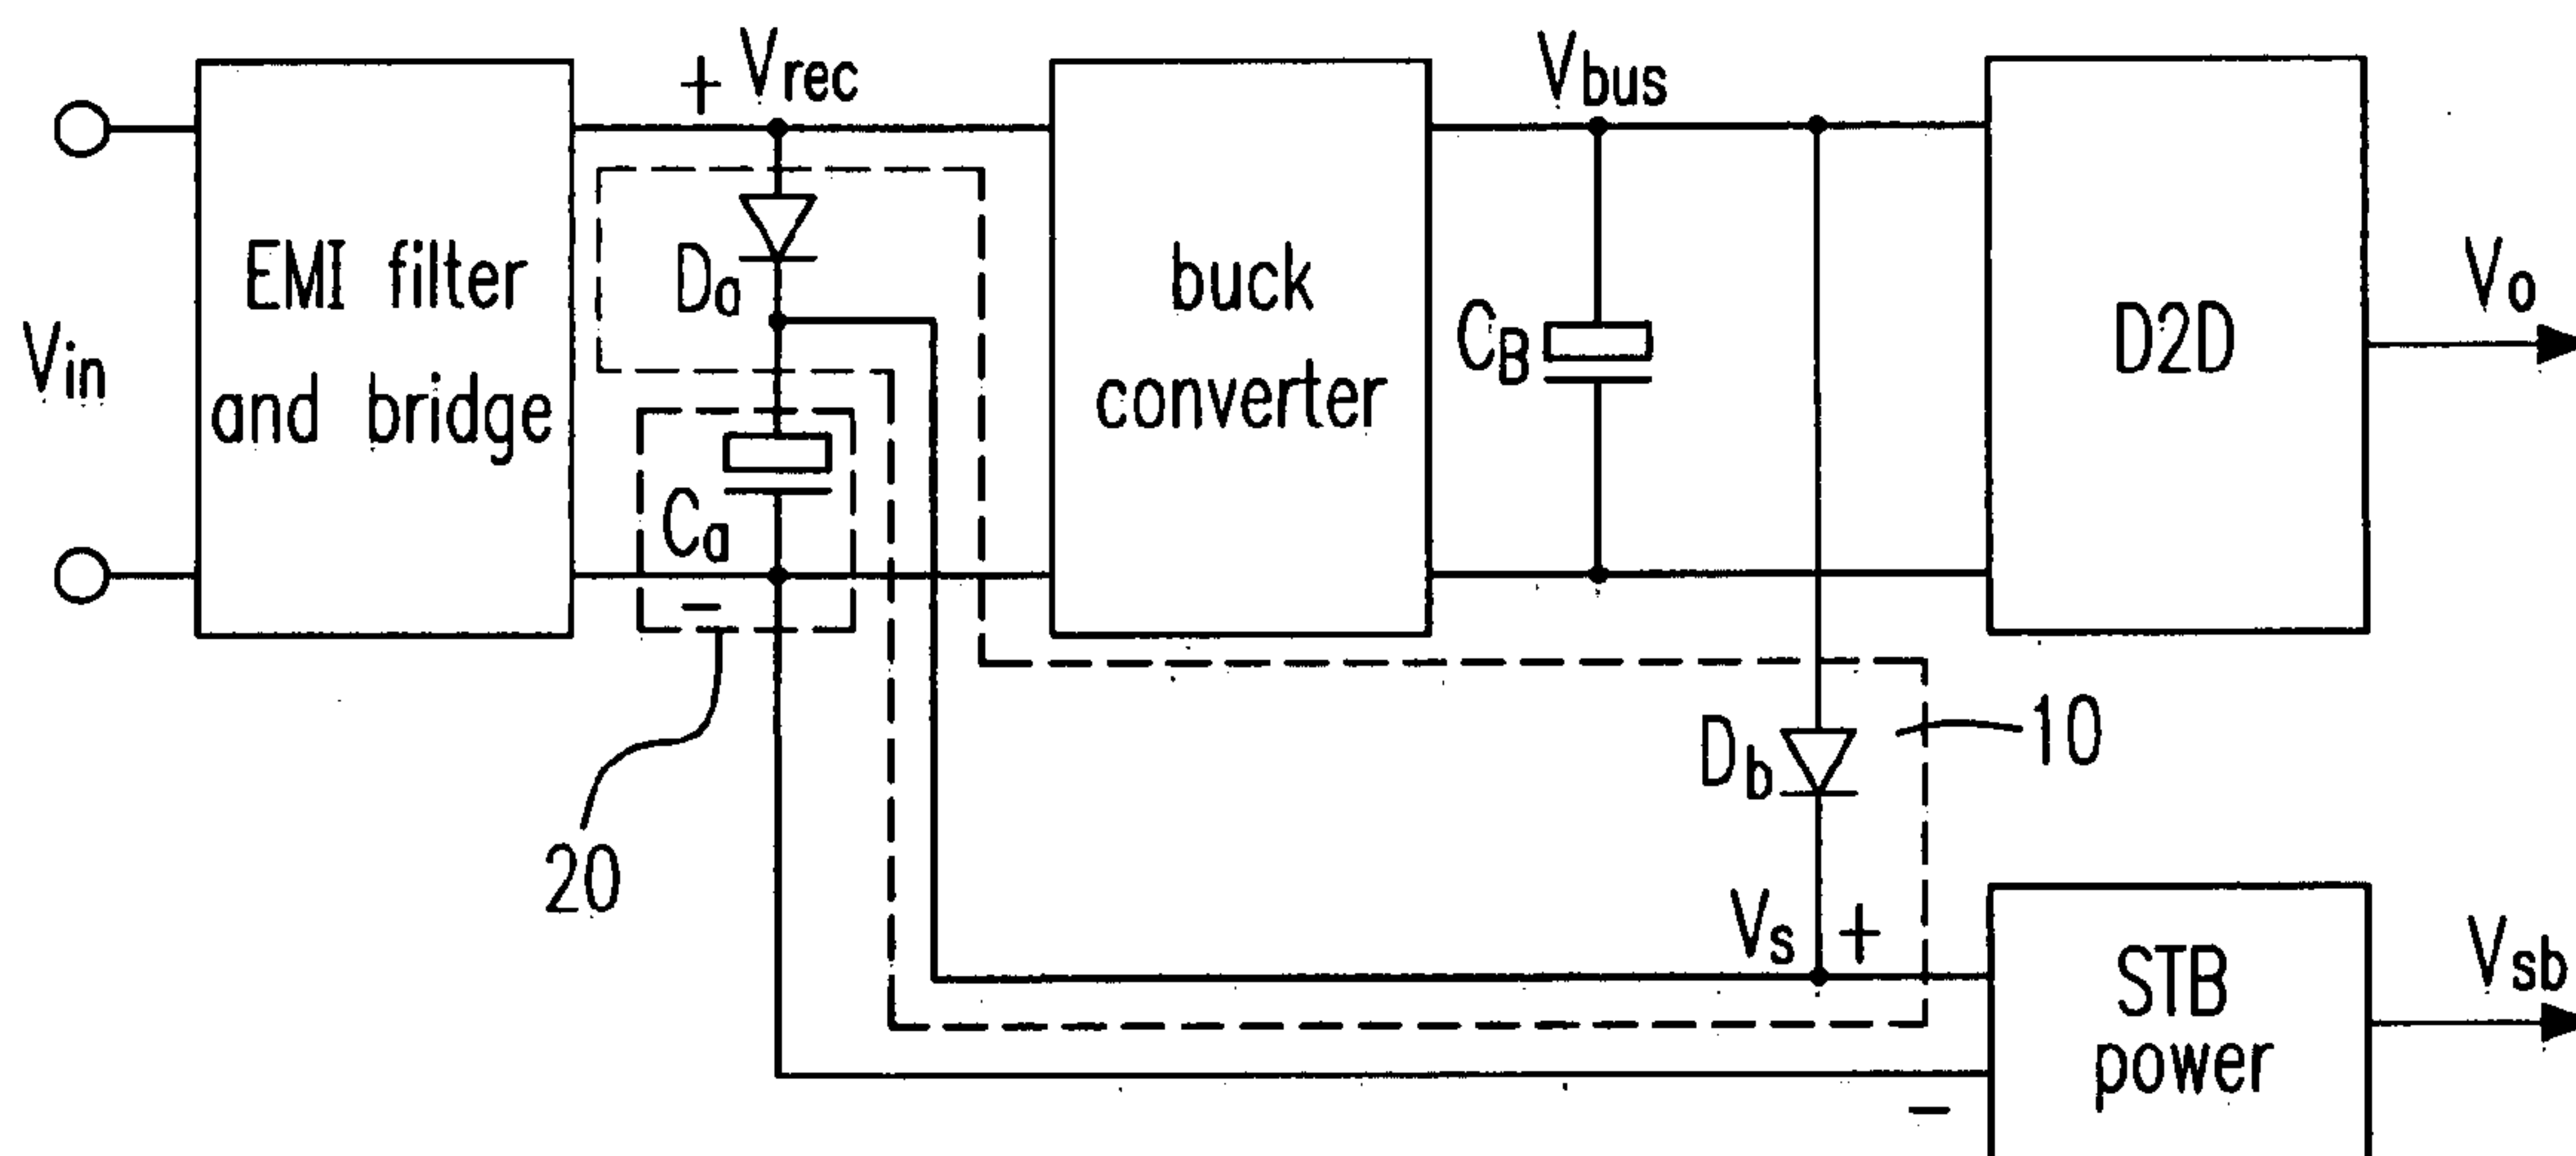 + Vrec
Vbus
Vin
EMI filter
and bridge
Da
Ca
-
buck
converter
CB
D2D
Vo
20
Db
10
Vs +
STB
power
Vsb
-